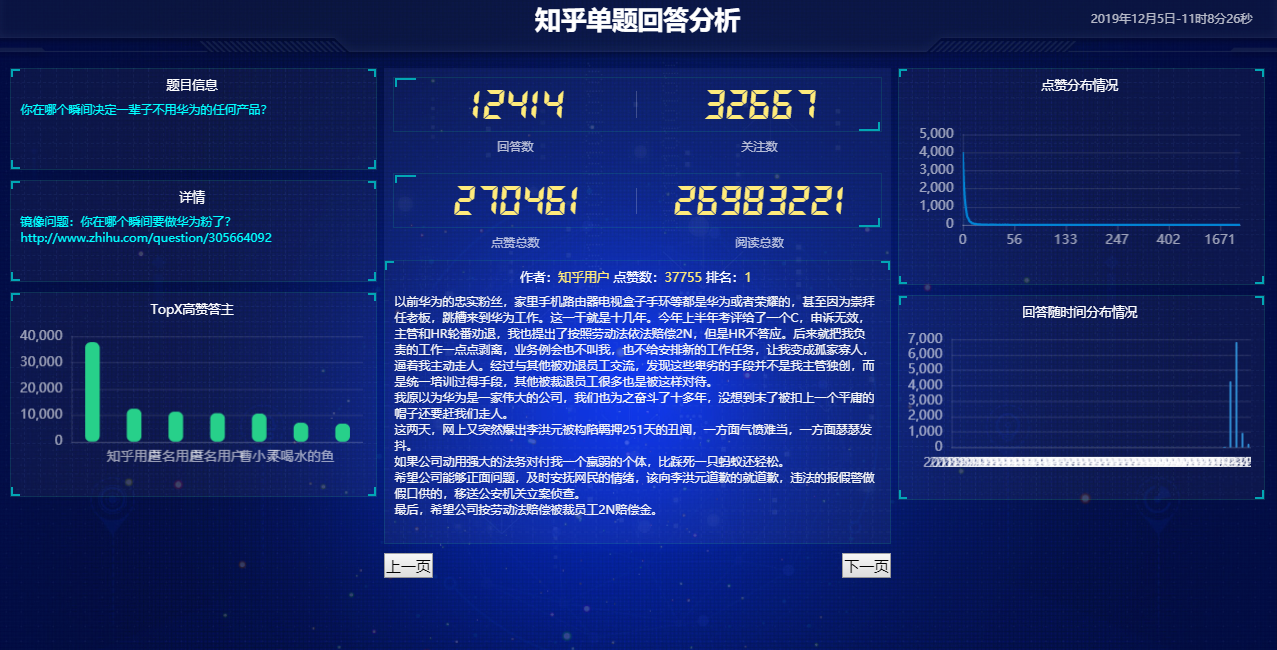 知乎单题回答分析
2019年12月5日-11时8分26秒
题目信息
你在哪个瞬间决定一辈子不用华为的任何产品?
详情
镜像问题：你在哪个瞬间要做华为粉了?
http://www.zhihu.com/question/305664092
TopX高赞答主
40,000
30,000
20,000
10,000
0
知乎用户
匿名用户
匿名用户
曹小灵
不喝水的鱼
12414
32667
回答数
关注数
270461
26983221
点赞总数
阅读总数
作者：知乎用户 点赞数：37755 排名：1
以前华为的忠实粉丝，家里手机路由器电视盒子手环等都是华为或者荣耀的，甚至因为崇拜
任老板，跳槽来到华为工作。这一干就是十几年。今年上半年考评给了一个C，申诉无效，
主管和HR轮番劝退，我也提出了按照劳动法依法赔偿2N，但是HR不答应。后来就把我负
责的工作一点点剥离，业务例会也不叫我，也不给安排新的工作任务，让我变成孤家寡人，
逼着我主动走人。经过与其他被劝退员工交流，发现这些卑劣的手段并不是我主管独创，而
是统一培训过得手段，其他被裁退员工很多也是被这样对待。
我原以为华为是一家伟大的公司，我们也为之奋斗了十多年，没想到末了被扣上一个平庸的
帽子还要赶我们走人。
这两天，网上又突然爆出李洪元被构陷羁押251天的丑闻，一方面气愤难当，一方面瑟瑟发
抖。
如果公司动用强大的法务对付我一个羸弱的个体，比踩死一只蚂蚁还轻松。
希望公司能够正面问题，及时安抚网民的情绪，该向李洪元道歉的就道歉，违法的报假警做
假口供的，移送公安机关立案侦查。
最后，希望公司按劳动法赔偿被裁员工2N赔偿金。
上一页
下一页
点赞分布情况
5,000
4,000
3,000
2,000
1,000
0
0 56 133 247 402 1671
回答随时间分布情况
7,000
6,000
5,000
4,000
3,000
2,000
1,000
0